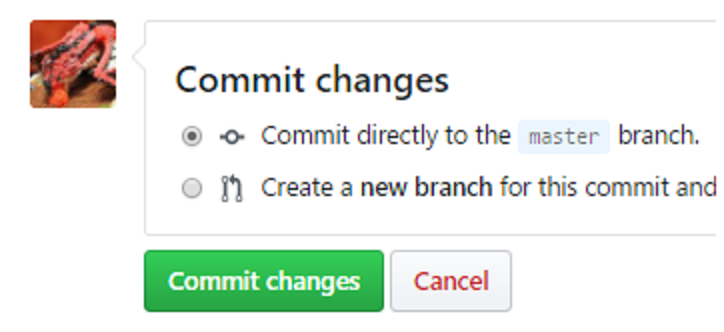 Commit changes
Commit directly to the master branch.
Create a new branch for this commit and
Commit changes Cancel